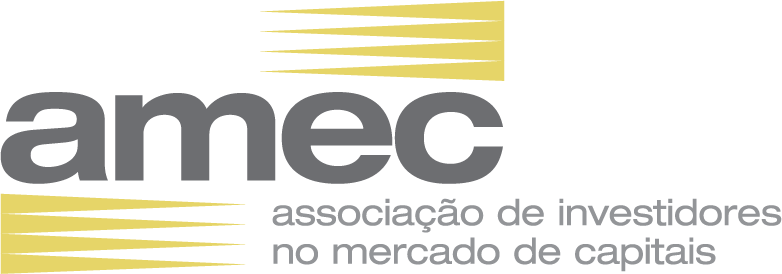 amec
associação de investidores
no mercado de capitais